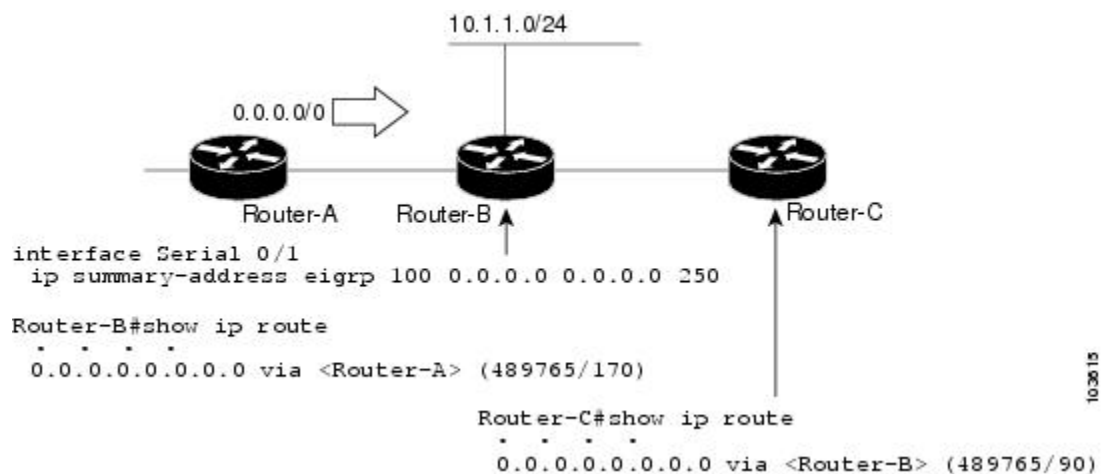 10.1.1.0/24
0.0.0.0/0
Router-A
Router-B
Router-C
interface Serial 0/1
ip summary-address eigrp 100 0.0.0.0 0.0.0.0 250
Router-B#show ip route
. . . .
0.0.0.0.0.0.0.0 via <Router-A> (489765/170)
Router-C#show ip route
. . . .
0.0.0.0.0.0.0.0 via <Router-B> (489765/90)
103615